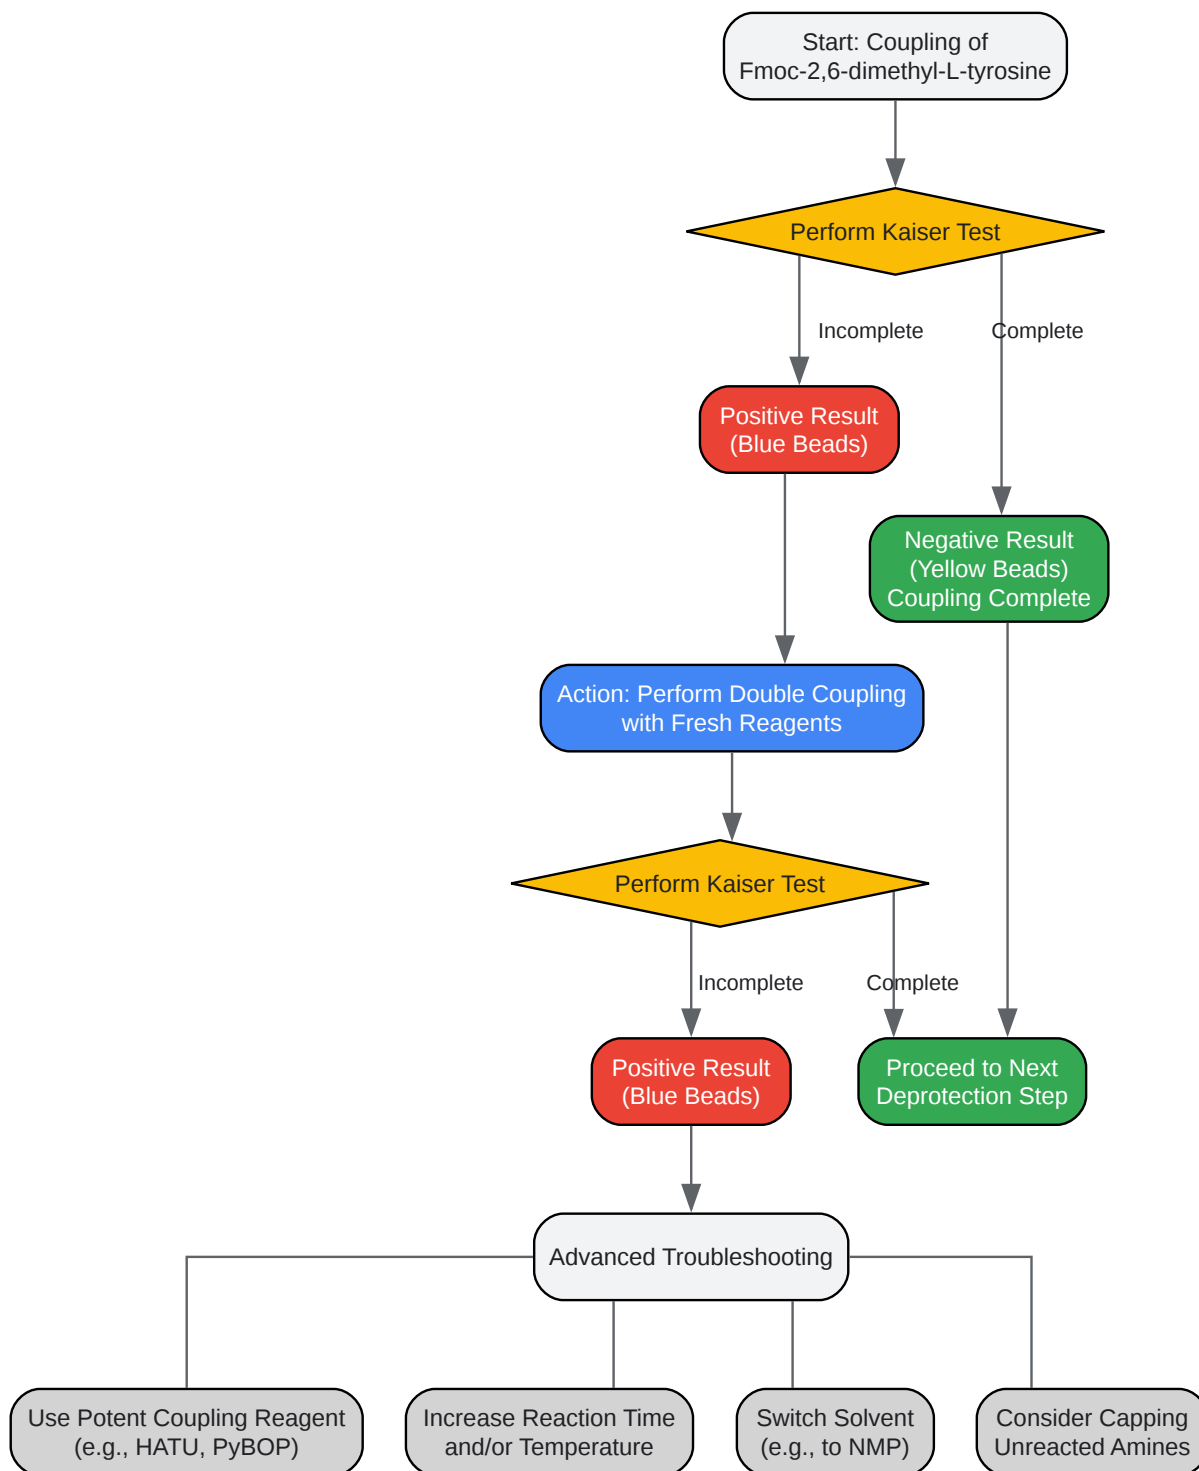 Start: Coupling of
Fmoc-2,6-dimethyl-L-tyrosine
Perform Kaiser Test
Incomplete
Complete
Positive Result
(Blue Beads)
Negative Result
(Yellow Beads)
Coupling Complete
Action: Perform Double Coupling
with Fresh Reagents
Perform Kaiser Test
Incomplete
Complete
Positive Result
(Blue Beads)
Proceed to Next
Deprotection Step
Advanced Troubleshooting
Use Potent Coupling Reagent
(e.g., HATU, PyBOP)
Increase Reaction Time
and/or Temperature
Switch Solvent
(e.g., to NMP)
Consider Capping
Unreacted Amines